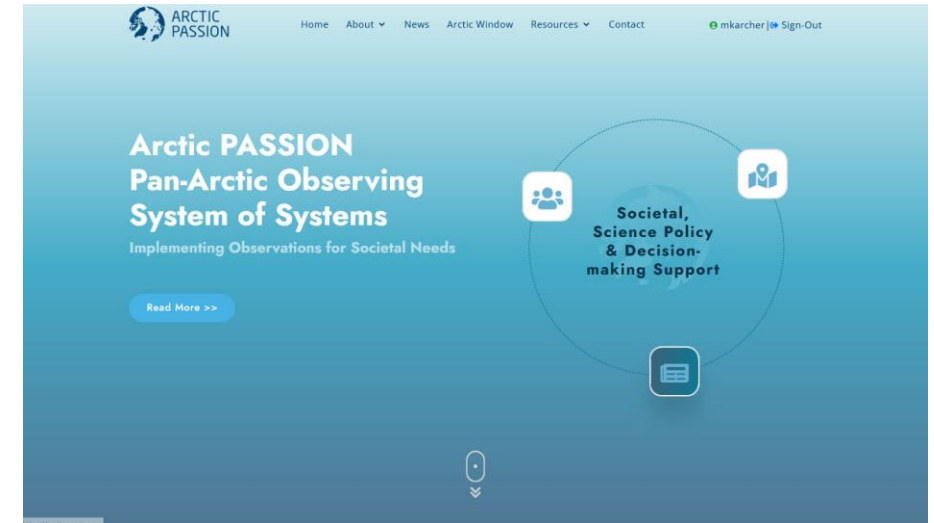 ARCTIC
PASSION
Home About News Arctic Window Resources Contact mkarcher | Sign-Out
Arctic PASSION
Pan-Arctic Observing
System of Systems
Implementing Observations for Societal Needs
Read More >>
Societal,
Science Policy
& Decision-
making Support